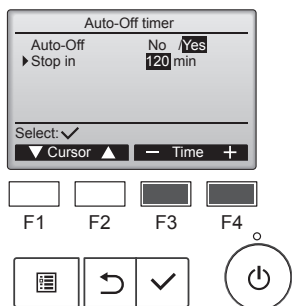 Auto-Off timer
Auto-Off No / Yes
▶Stop in 120 min
Select: ✓
▼ Cursor ▲ − Time +
F1 F2 F3 F4